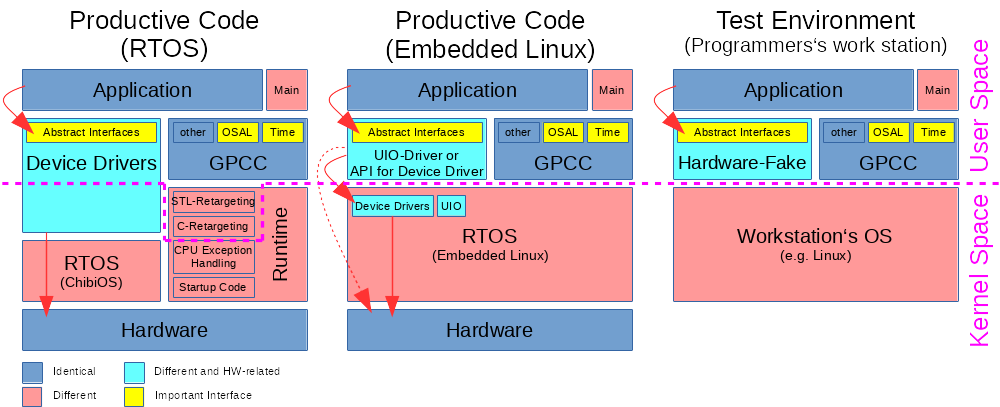 Productive Code
(RTOS)
Application
Main
Abstract Interfaces
Device Drivers
other
OSAL
Time
GPCC
STL-Retargeting
C-Retargeting
CPU Exception
Handling
Startup Code
Runtime
RTOS
(ChibiOS)
Hardware
Productive Code
(Embedded Linux)
Application
Main
Abstract Interfaces
UIO-Driver or
API for Device Driver
other
OSAL
Time
GPCC
Device Drivers
UIO
RTOS
(Embedded Linux)
Hardware
Test Environment
(Programmers‘s work station)
Application
Main
Abstract Interfaces
Hardware-Fake
other
OSAL
Time
GPCC
Workstation‘s OS
(e.g. Linux)
User Space
Kernel Space
Identical
Different and HW-related
Different
Important Interface